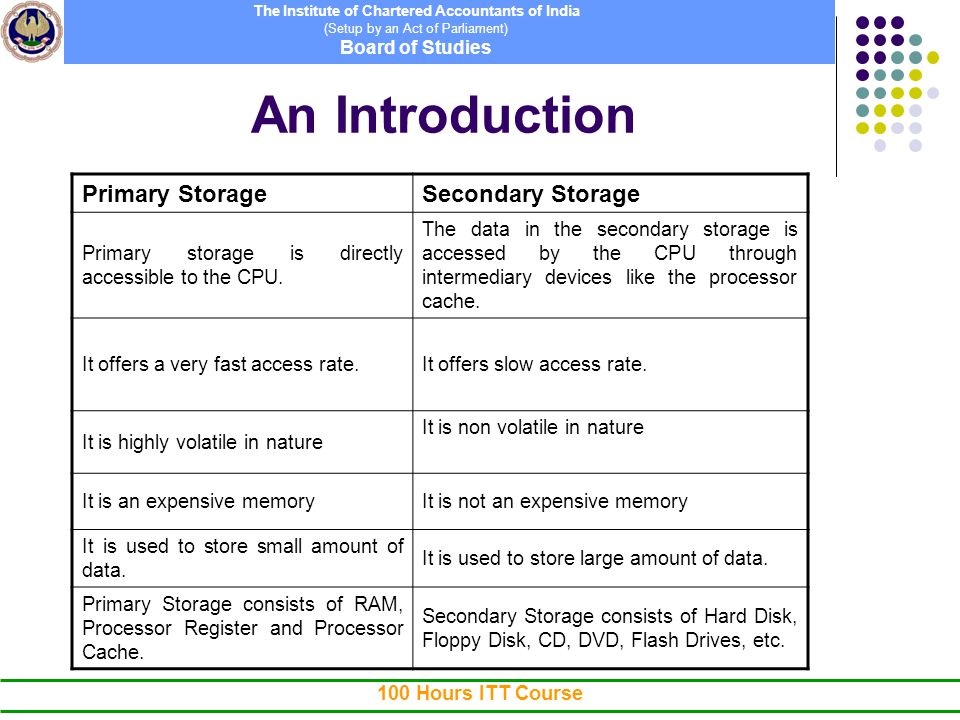 The Institute of Chartered Accountants of India
(Setup by an Act of Parliament)
Board of Studies
An Introduction
Primary Storage
Secondary Storage
Primary storage is directly
accessible to the CPU.
The data in the secondary storage is
accessed by the CPU through
intermediary devices like the processor
cache.
It offers a very fast access rate.
It offers slow access rate.
It is highly volatile in nature
It is non volatile in nature
It is an expensive memory
It is not an expensive memory
It is used to store small amount of
data.
It is used to store large amount of data.
Primary Storage consists of RAM,
Processor Register and Processor
Cache.
Secondary Storage consists of Hard Disk,
Floppy Disk, CD, DVD, Flash Drives, etc.
100 Hours ITT Course